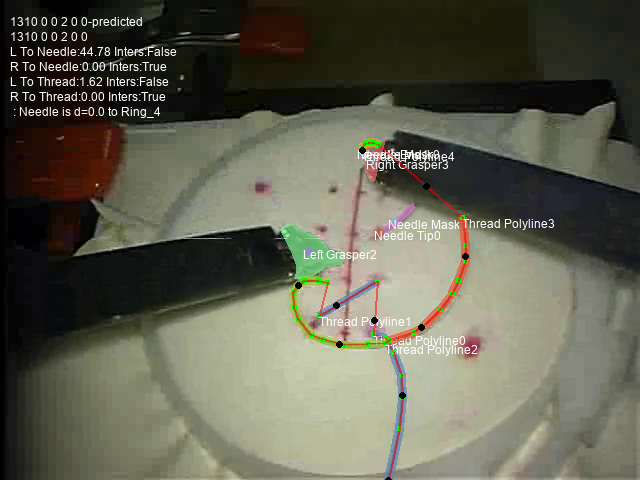 1310 0 0 2 0 0-predicted
1310 0 0 2 0 0
L To Needle:44.78 Inters:False
R To Needle:0.00 Inters:True
L To Thread:1.62 Inters:False
R To Thread:0.00 Inters:True
: Needle is d=0.0 to Ring_4
Polyline4
Right Grasper3
Needle Mask
Thread Polyline3
Needle Tip0
Left Grasper2
Thread Polyline1
Thread Polyline0
Thread Polyline2